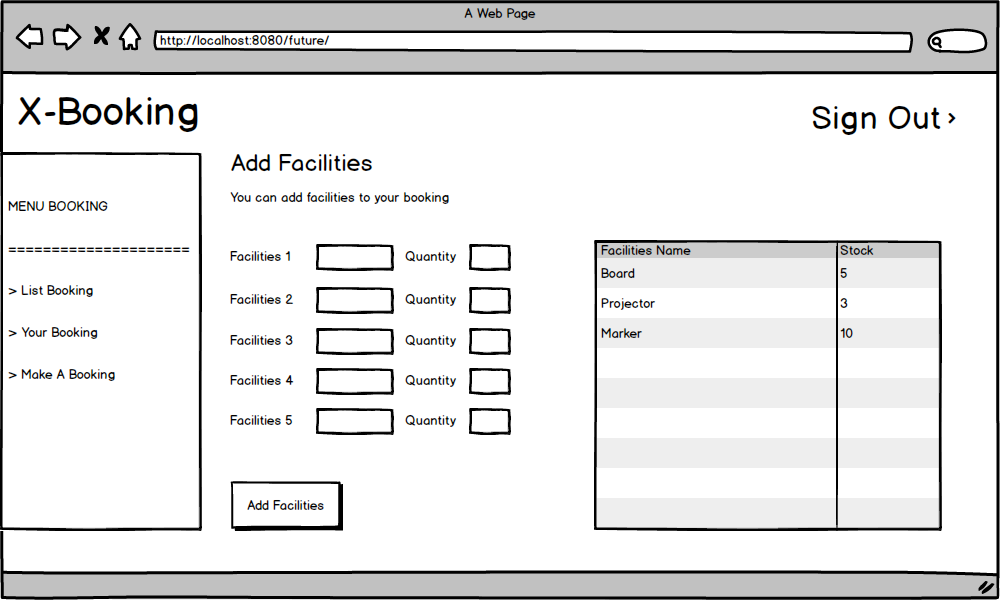 A Web Page
http://localhost:8080/future/
X-Booking
Sign Out >
MENU BOOKING
=====================
> List Booking
> Your Booking
> Make A Booking
Add Facilities
You can add facilities to your booking
Facilities 1 Quantity
Facilities 2 Quantity
Facilities 3 Quantity
Facilities 4 Quantity
Facilities 5 Quantity
Add Facilities
Facilities Name Stock
Board 5
Projector 3
Marker 10